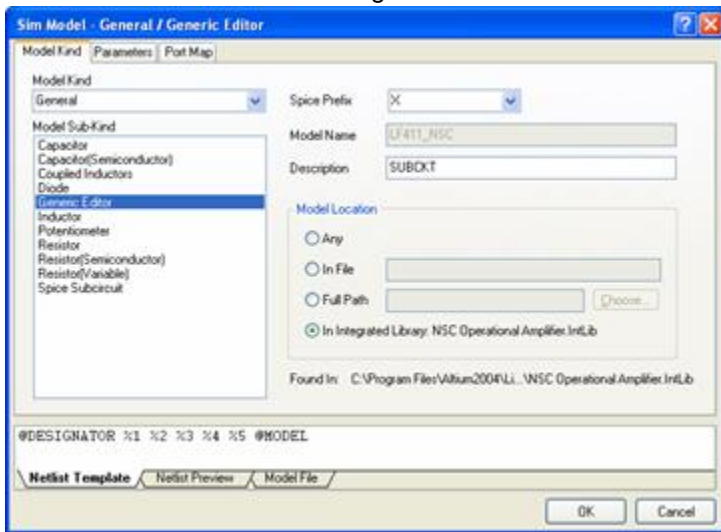 Sim Model - General / Generic Editor
Model Kind Parameters Port Map
Model Kind
General
Model Sub-Kind
Capacitor
Capacitor(Semiconductor)
Coupled Inductors
Diode
Generic Editor
Inductor
Potentiometer
Resistor
Resistor(Semiconductor)
Resistor(Variable)
Spice Subcircuit
Spice Prefix X
Model Name LF411_NSC
Description SUBCKT
Model Location
Any
In File
Full Path Choose...
In Integrated Library: NSC Operational Amplifier.IntLib
Found In: C:\Program Files\Altium2004\Li...\NSC Operational Amplifier.IntLib
@DESIGNATOR %1 %2 %3 %4 %5 @MODEL
Netlist Template Netlist Preview Model File
OK Cancel